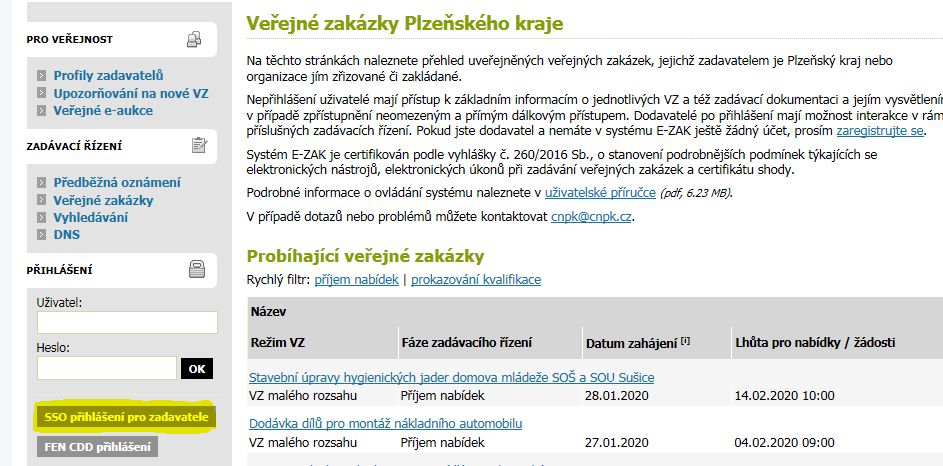 PRO VEŘEJNOST
Profily zadavatelů
Upozorňování na nové VZ
Veřejné e-aukce
ZADÁVACÍ ŘÍZENÍ
Předběžná oznámení
Veřejné zakázky
Vyhledávání
DNS
PŘIHLÁŠENÍ
Uživatel:
Heslo:
OK
SSO přihlášení pro zadavatele
FEN CDD přihlášení
Veřejné zakázky Plzeňského kraje
Na těchto stránkách naleznete přehled uveřejněných veřejných zakázek, jejichž zadavatelem je Plzeňský kraj nebo
organizace jím zřizované či zakládané.
Nepřihlášení uživatelé mají přístup k základním informacím o jednotlivých VZ a též zadávací dokumentaci a jejím vysvětlením
v případě zpřístupnění neomezeným a přímým dálkovým přístupem. Dodavatelé po přihlášení mají možnost interakce v rám
příslušných zadávacích řízení. Pokud jste dodavatel a nemáte v systému E-ZAK ještě žádný účet, prosím zaregistrujte se.
Systém E-ZAK je certifikován podle vyhlášky č. 260/2016 Sb., o stanovení podrobnějších podmínek týkajících se
elektronických nástrojů, elektronických úkonů při zadávání veřejných zakázek a certifikátu shody.
Podrobné informace o ovládání systému naleznete v uživatelské příručce (pdf, 6.23 MB).
V případě dotazů nebo problémů můžete kontaktovat cnpk@cnpk.cz.
Probíhající veřejné zakázky
Rychlý filtr: příjem nabídek | prokazování kvalifikace
Název
Režim VZ Fáze zadávacího řízení Datum zahájení [i] Lhůta pro nabídky / žádosti
Stavební úpravy hygienických jader domova mládeže SOŠ a SOU Sušice
VZ malého rozsahu Příjem nabídek 28.01.2020 14.02.2020 10:00
Dodávka dílů pro montáž nákladního automobilu
VZ malého rozsahu Příjem nabídek 27.01.2020 04.02.2020 09:00